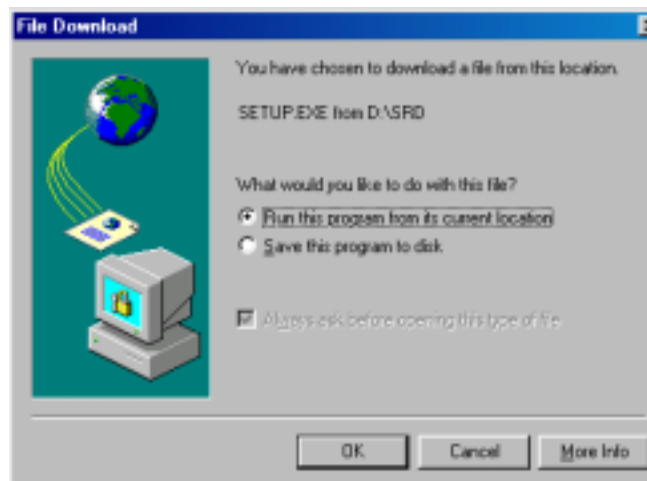 File Download
You have chosen to download a file from this location.
SETUP.EXE from D:\SRD
What would you like to do with this file?
Run this program from its current location
Save this program to disk
Always ask before opening this type of file
OK
Cancel
More Info